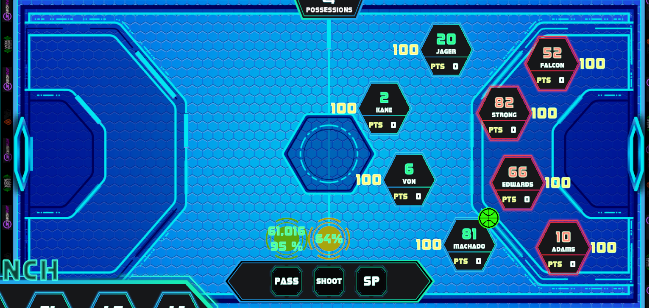 POSSESSIONS
20
JAGER
PTS 0
100
52
FALCON
PTS 0
100
2
KANE
PTS 0
100
82
STRONG
PTS 0
100
6
VON
PTS 0
100
66
EDWARDS
PTS 0
100
81
MACHADO
PTS 0
100
10
ADAMS
PTS 0
100
61.016
95 %
64%
NCH
PASS
SHOOT
SP